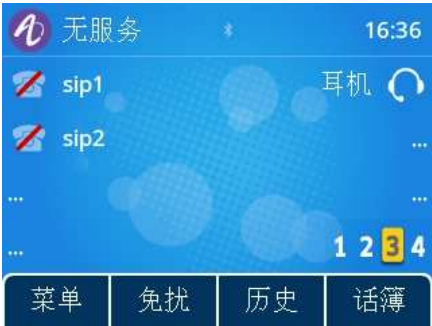 无服务 16:36
sip1 耳机
sip2 ...
... ...
... 1 2 3 4
菜单 免扰 历史 话簿